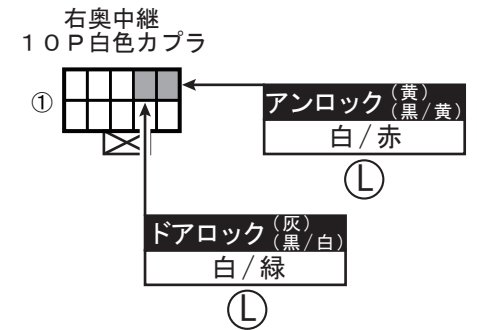 右奥中継
１０Ｐ白色カプラ
①
アンロック（黄）
（黒/黄）
白/赤
Ⓛ
ドアロック（灰）
（黒/白）
白/緑
Ⓛ